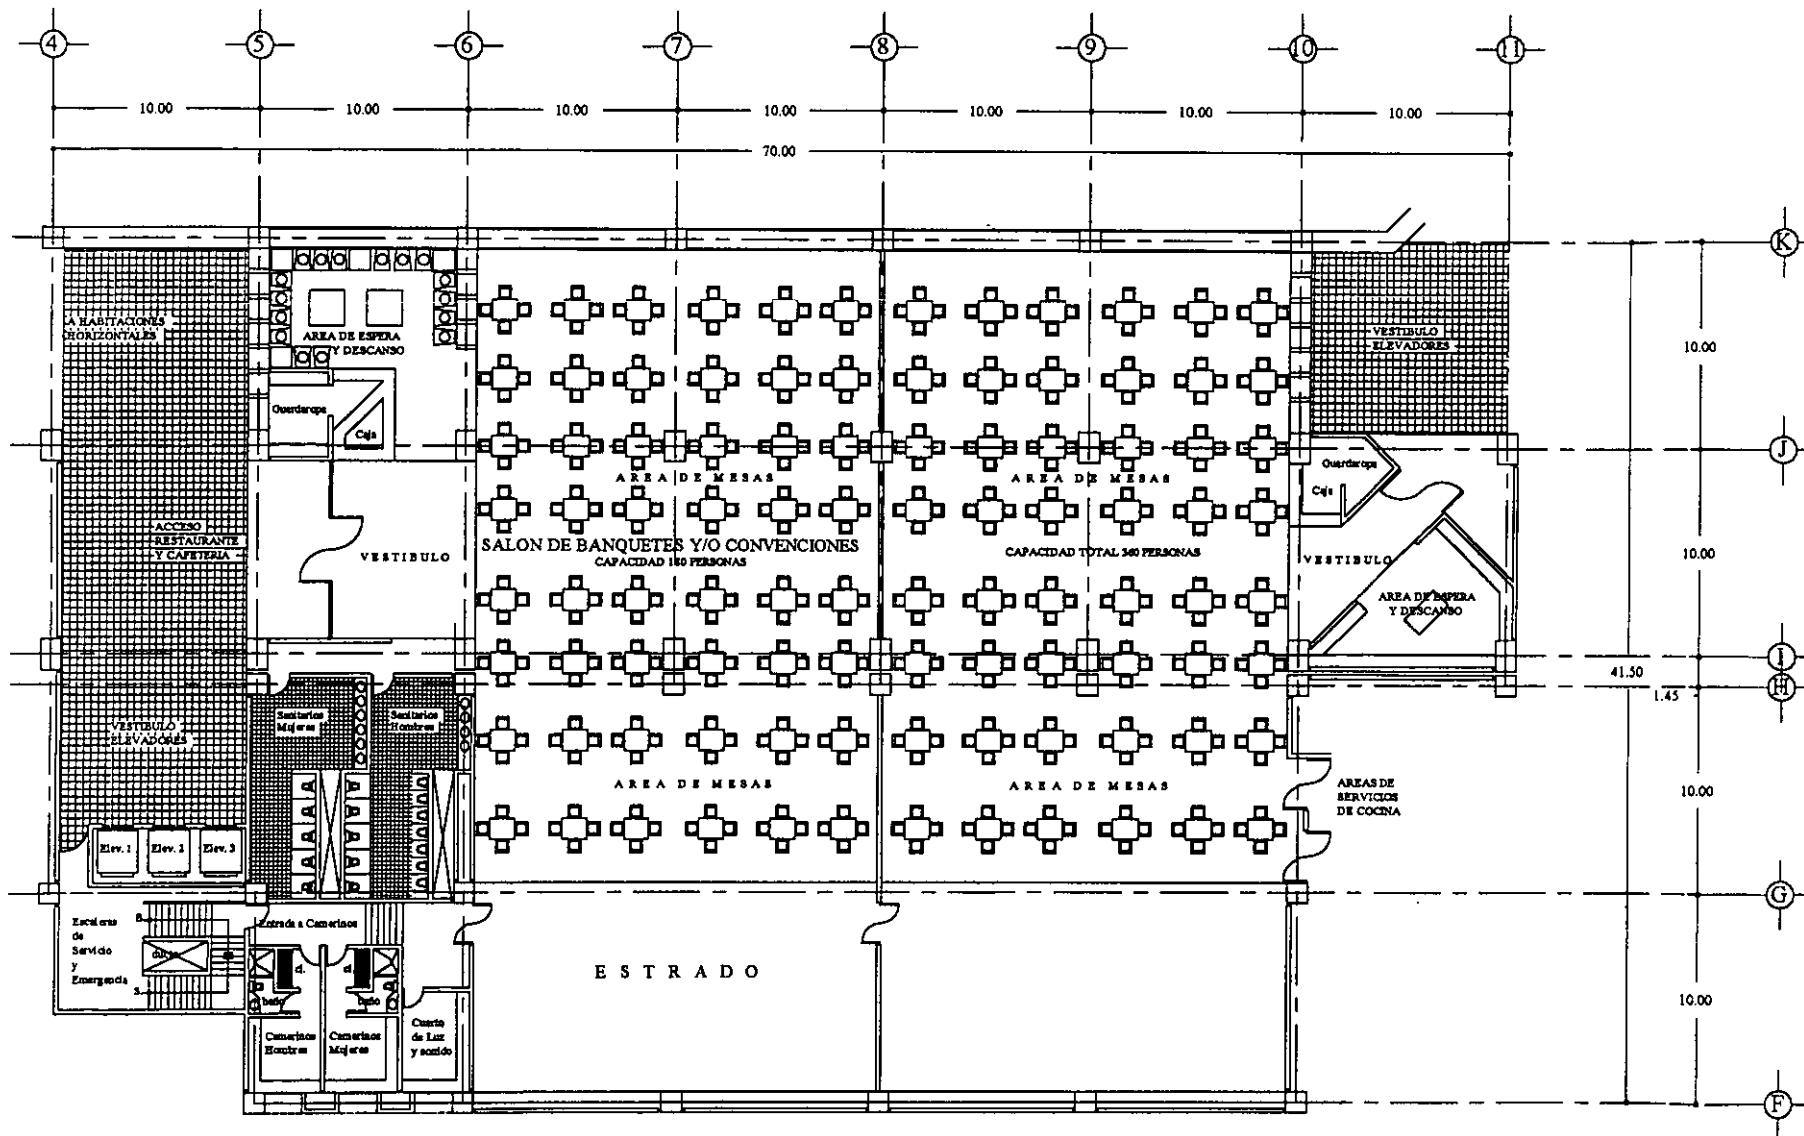 4 5 6 7 8 9 10 11
10.00 10.00 10.00 10.00 10.00 10.00 10.00
70.00
K
A HABITACIONES
HORIZONTALES
AREA DE ESPERA
Y DESCANSO
VESTIBULO
ELEVADORES
10.00
Guardaropa
Caja
J
AREA DE MESAS
AREA DE MESAS
Guardaropa
Caja
ACCESO
RESTAURANTE
Y CAFETERIA
VESTIBULO
SALON DE BANQUETES Y/O CONVENCIONES
CAPACIDAD 180 PERSONAS
CAPACIDAD TOTAL 360 PERSONAS
VESTIBULO
10.00
AREA DE ESPERA
Y DESCANSO
I
41.50
H
1.45
Sanitarios
Mujeres
Sanitarios
Hombres
VESTIBULO
ELEVADORES
AREA DE MESAS
AREA DE MESAS
AREAS DE
SERVICIOS
DE COCINA
10.00
Elev. 1 Elev. 2 Elev. 3
G
Escaleras
de
Servicio
y
Emergencia
B.
ducto
S.
Entrada a Camerinos
cl.
cl.
baño
baño
ESTRADO
10.00
Camerinos
Hombres
Camerinos
Mujeres
Cuarto
de Luz
y sonido
F